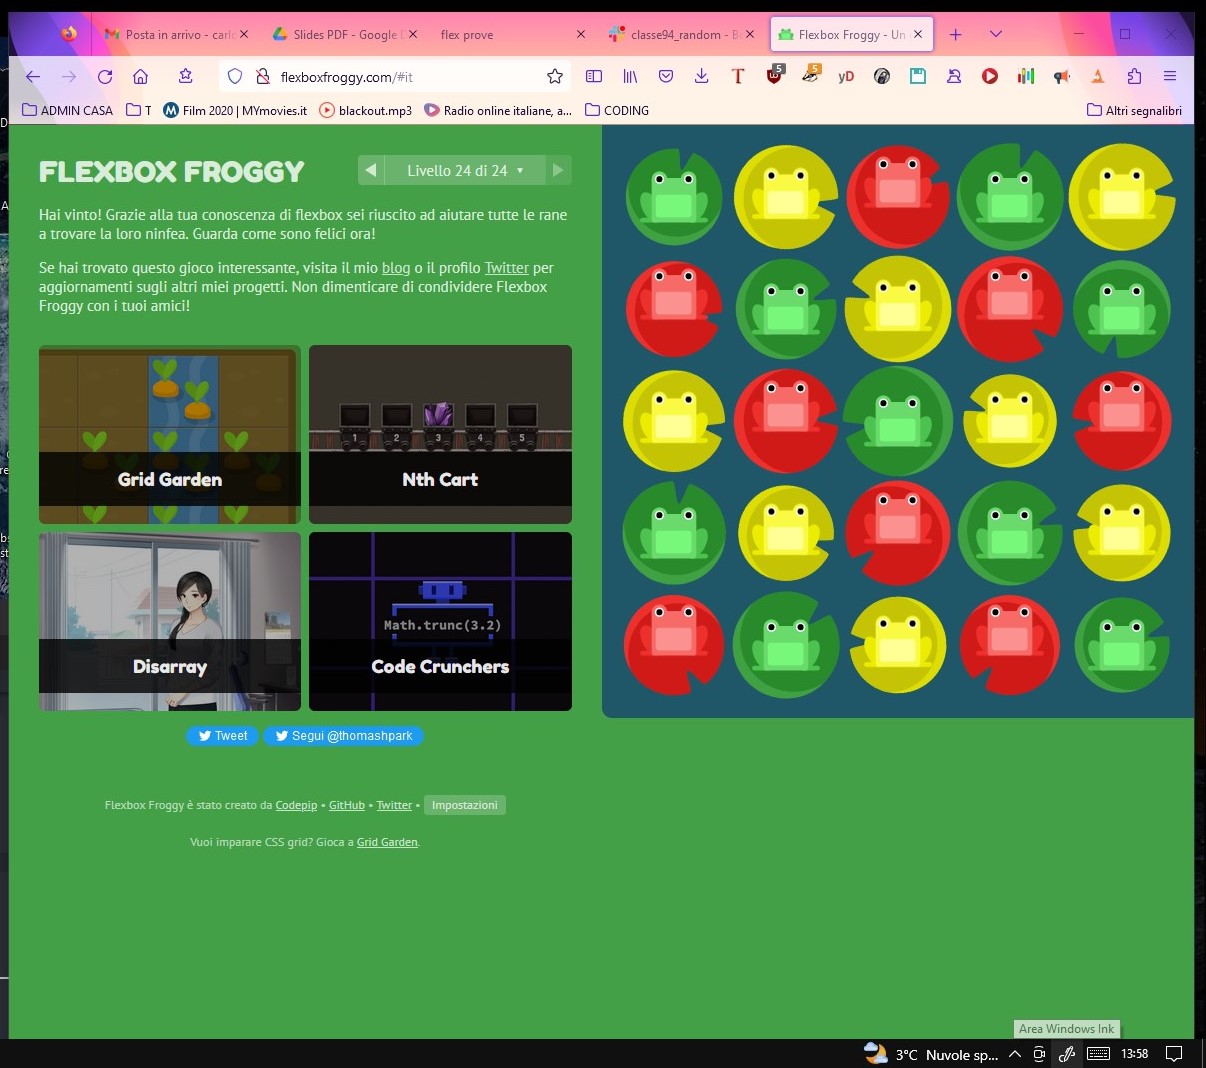 Posta in arrivo - carlo
Slides PDF - Google D
flex prove
classe94_random - B
Flexbox Froggy - Un
flexboxfroggy.com/#it
5
5
yD
ADMIN CASA
T
Film 2020 | MYmovies.it
blackout.mp3
Radio online italiane, a...
CODING
Altri segnalibri
FLEXBOX FROGGY
Livello 24 di 24
Hai vinto! Grazie alla tua conoscenza di flexbox sei riuscito ad aiutare tutte le rane
a trovare la loro ninfea. Guarda come sono felici ora!
Se hai trovato questo gioco interessante, visita il mio blog o il profilo Twitter per
aggiornamenti sugli altri miei progetti. Non dimenticare di condividere Flexbox
Froggy con i tuoi amici!
Grid Garden
1 2 3 4 5
Nth Cart
Disarray
Math.trunc(3.2)
Code Crunchers
Tweet
Segui @thomashpark
Flexbox Froggy è stato creato da Codepip • GitHub • Twitter • Impostazioni
Vuoi imparare CSS grid? Gioca a Grid Garden.
Area Windows Ink
3°C Nuvole sp...
13:58